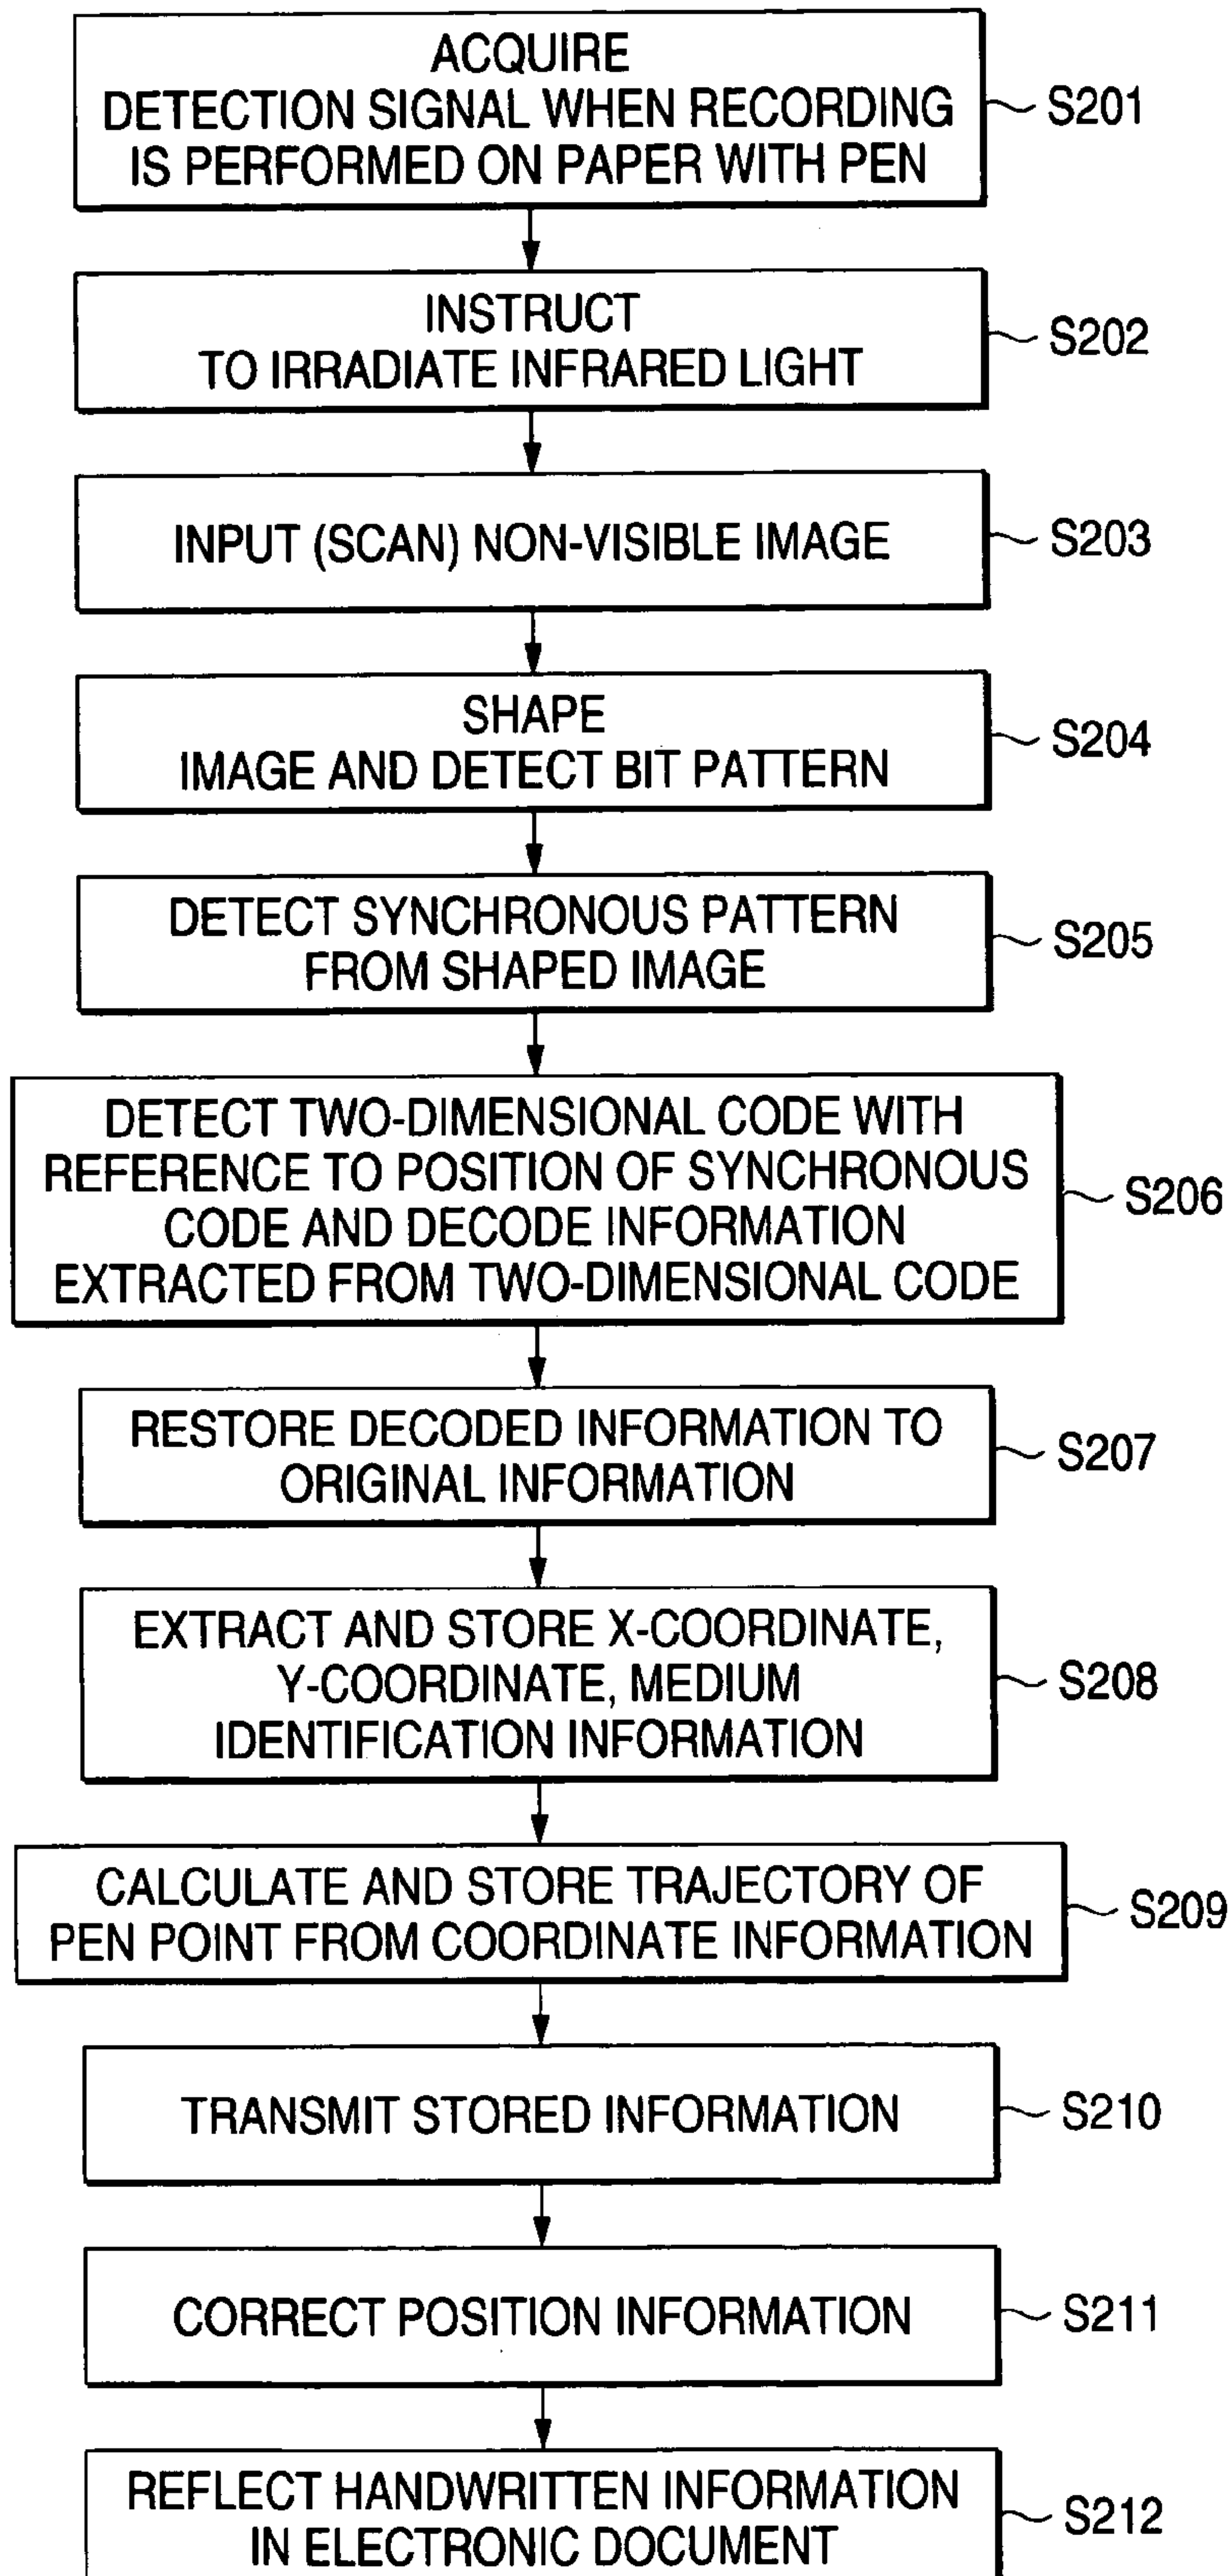 ACQUIRE
DETECTION SIGNAL WHEN RECORDING
IS PERFORMED ON PAPER WITH PEN
S201
INSTRUCT
TO IRRADIATE INFRARED LIGHT
S202
INPUT (SCAN) NON-VISIBLE IMAGE
S203
SHAPE
IMAGE AND DETECT BIT PATTERN
S204
DETECT SYNCHRONOUS PATTERN
FROM SHAPED IMAGE
S205
DETECT TWO-DIMENSIONAL CODE WITH
REFERENCE TO POSITION OF SYNCHRONOUS
CODE AND DECODE INFORMATION
EXTRACTED FROM TWO-DIMENSIONAL CODE
S206
RESTORE DECODED INFORMATION TO
ORIGINAL INFORMATION
S207
EXTRACT AND STORE X-COORDINATE,
Y-COORDINATE, MEDIUM
IDENTIFICATION INFORMATION
S208
CALCULATE AND STORE TRAJECTORY OF
PEN POINT FROM COORDINATE INFORMATION
S209
TRANSMIT STORED INFORMATION
S210
CORRECT POSITION INFORMATION
S211
REFLECT HANDWRITTEN INFORMATION
IN ELECTRONIC DOCUMENT
S212